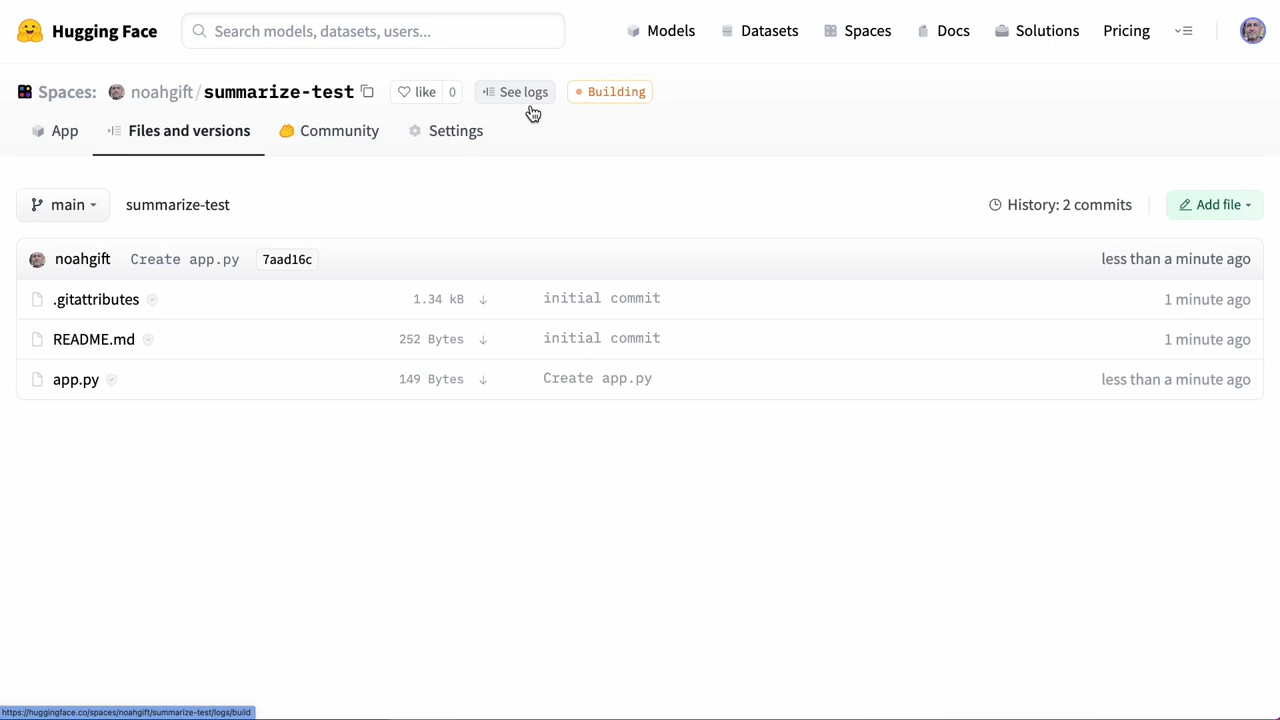 Hugging Face
Search models, datasets, users...
Models
Datasets
Spaces
Docs
Solutions
Pricing
Spaces: noahgift/summarize-test
like 0
See logs
Building
App
Files and versions
Community
Settings
main
summarize-test
History: 2 commits
Add file
noahgift Create app.py 7aad16c less than a minute ago
.gitattributes 1.34 kB initial commit 1 minute ago
README.md 252 Bytes initial commit 1 minute ago
app.py 149 Bytes Create app.py less than a minute ago
https://huggingface.co/spaces/noahgift/summarize-test/logs/build